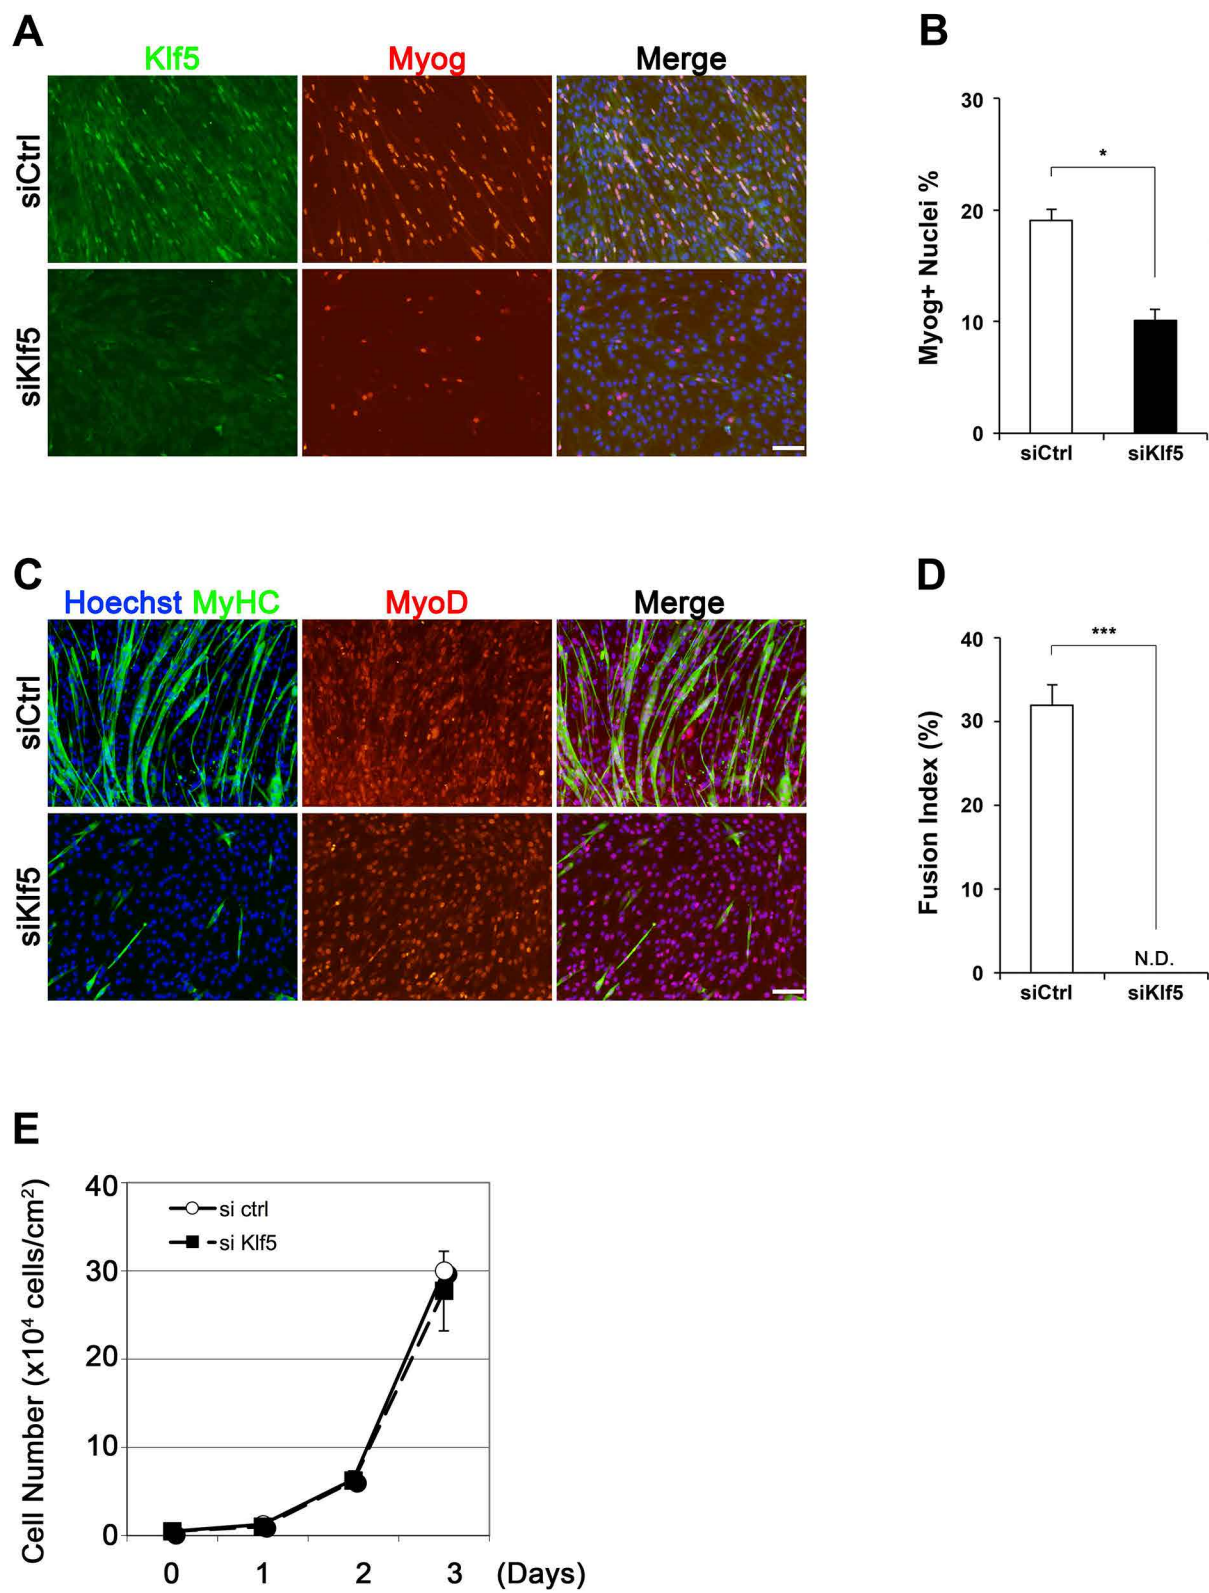 A
Klf5 Myog Merge
siCtrl
siKlf5
B
Myog+ Nuclei %
30
20
10
0
*
siCtrl siKlf5
C
Hoechst MyHC MyoD Merge
siCtrl
siKlf5
D
Fusion Index (%)
40
30
20
10
0
***
N.D.
siCtrl siKlf5
E
Cell Number (x10⁴ cells/cm²)
40
30
20
10
0
si ctrl
si Klf5
0 1 2 3 (Days)